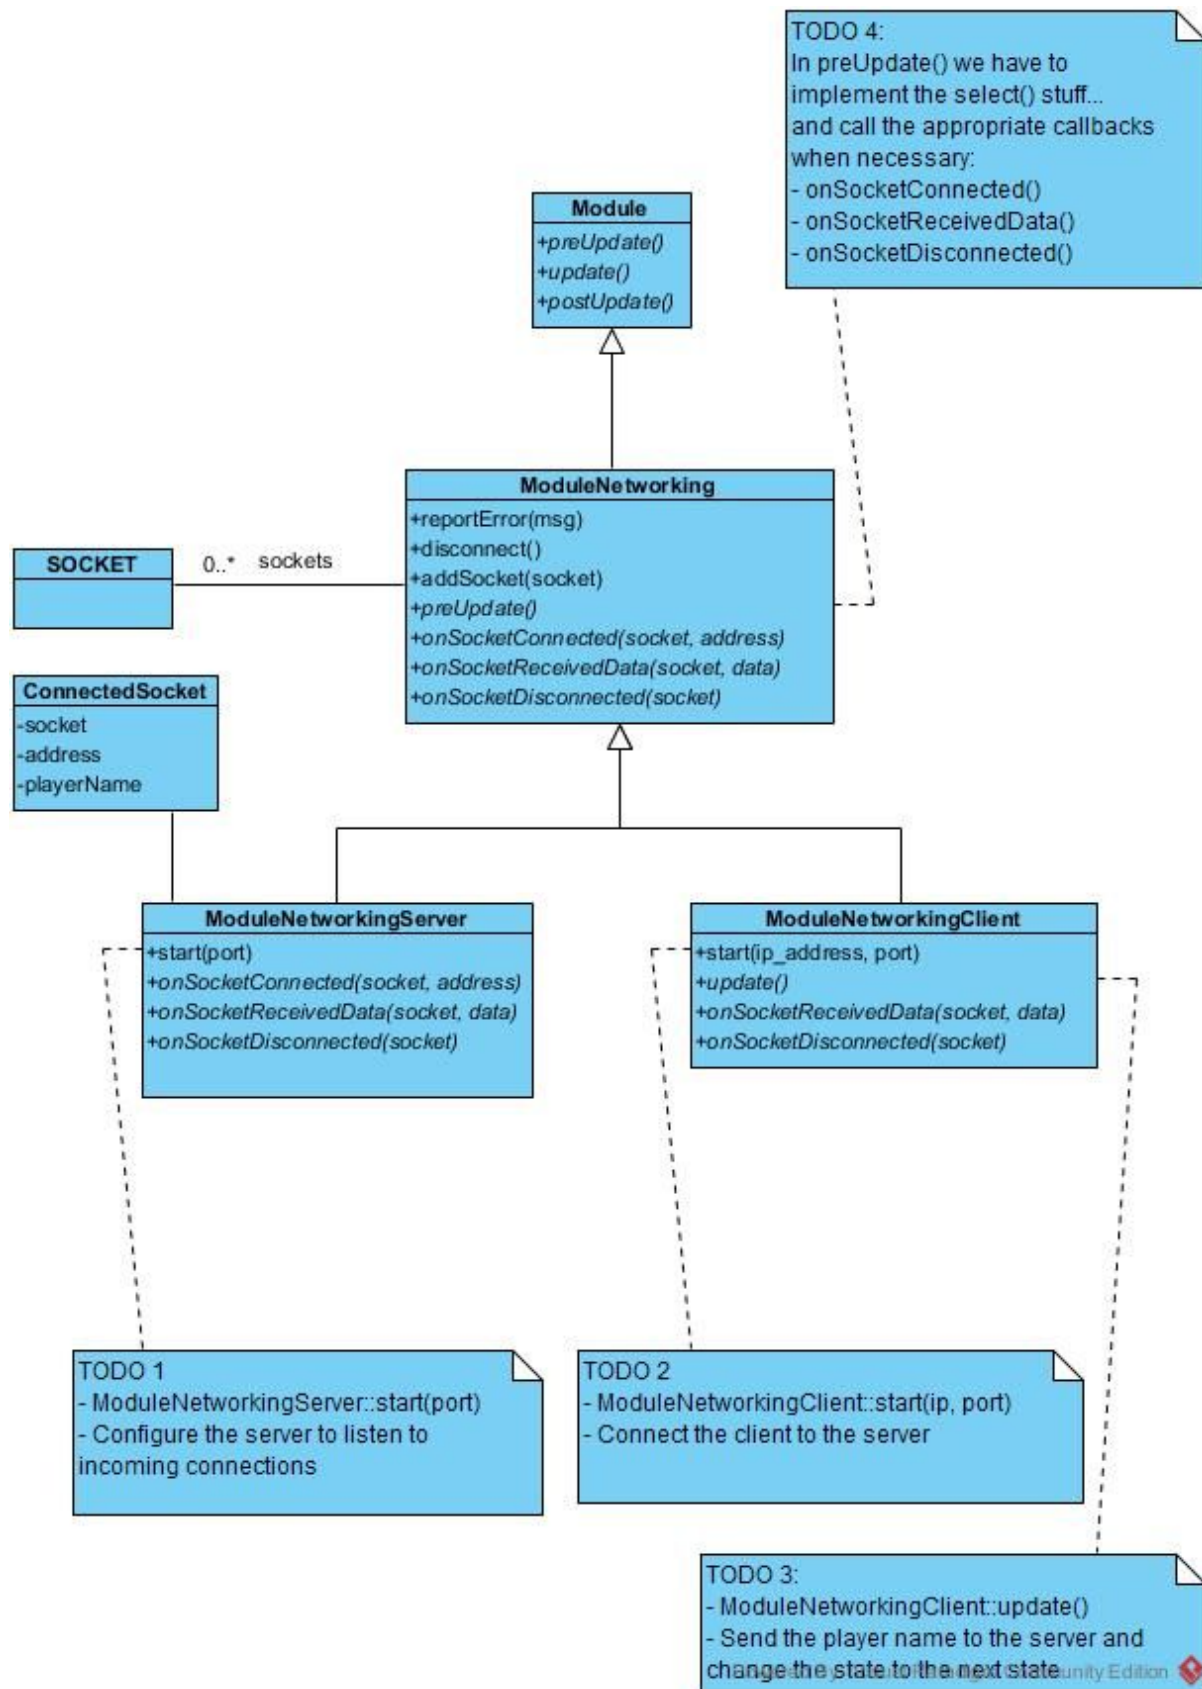 TODO 4:
In preUpdate() we have to
implement the select() stuff...
and call the appropriate callbacks
when necessary:
- onSocketConnected()
- onSocketReceivedData()
- onSocketDisconnected()
Module
+preUpdate()
+update()
+postUpdate()
ModuleNetworking
+reportError(msg)
+disconnect()
+addSocket(socket)
+preUpdate()
+onSocketConnected(socket, address)
+onSocketReceivedData(socket, data)
+onSocketDisconnected(socket)
SOCKET
0..* sockets
ConnectedSocket
-socket
-address
-playerName
ModuleNetworkingServer
+start(port)
+onSocketConnected(socket, address)
+onSocketReceivedData(socket, data)
+onSocketDisconnected(socket)
ModuleNetworkingClient
+start(ip_address, port)
+update()
+onSocketReceivedData(socket, data)
+onSocketDisconnected(socket)
TODO 1
- ModuleNetworkingServer::start(port)
- Configure the server to listen to
incoming connections
TODO 2
- ModuleNetworkingClient::start(ip, port)
- Connect the client to the server
TODO 3:
- ModuleNetworkingClient::update()
- Send the player name to the server and
change the state to the next state
Community Edition